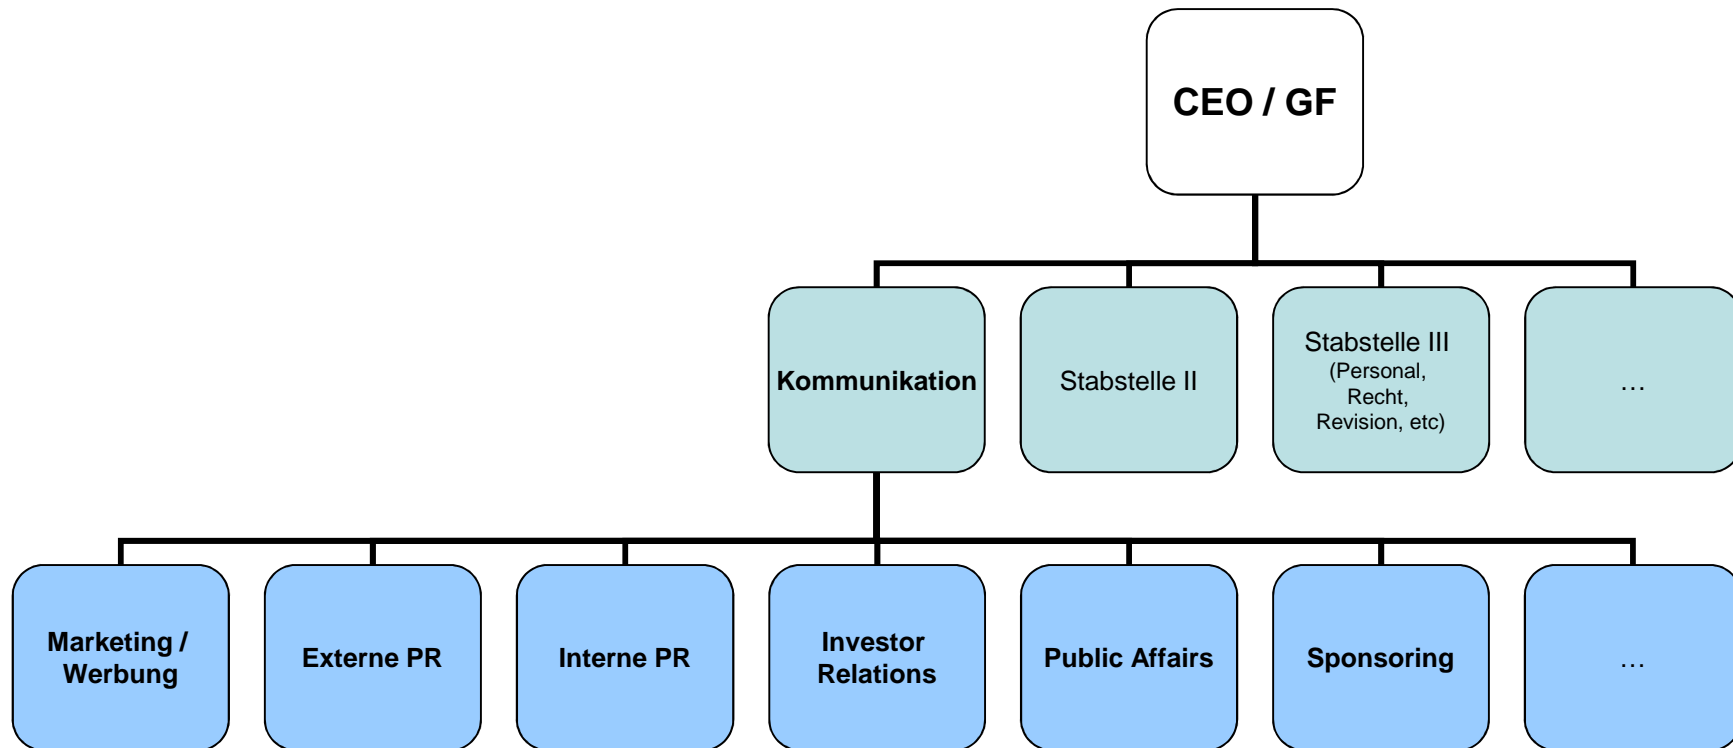 CEO / GF
Kommunikation
Stabstelle II
Stabstelle III
(Personal,
Recht,
Revision, etc)
…
Marketing /
Werbung
Externe PR
Interne PR
Investor
Relations
Public Affairs
Sponsoring
…